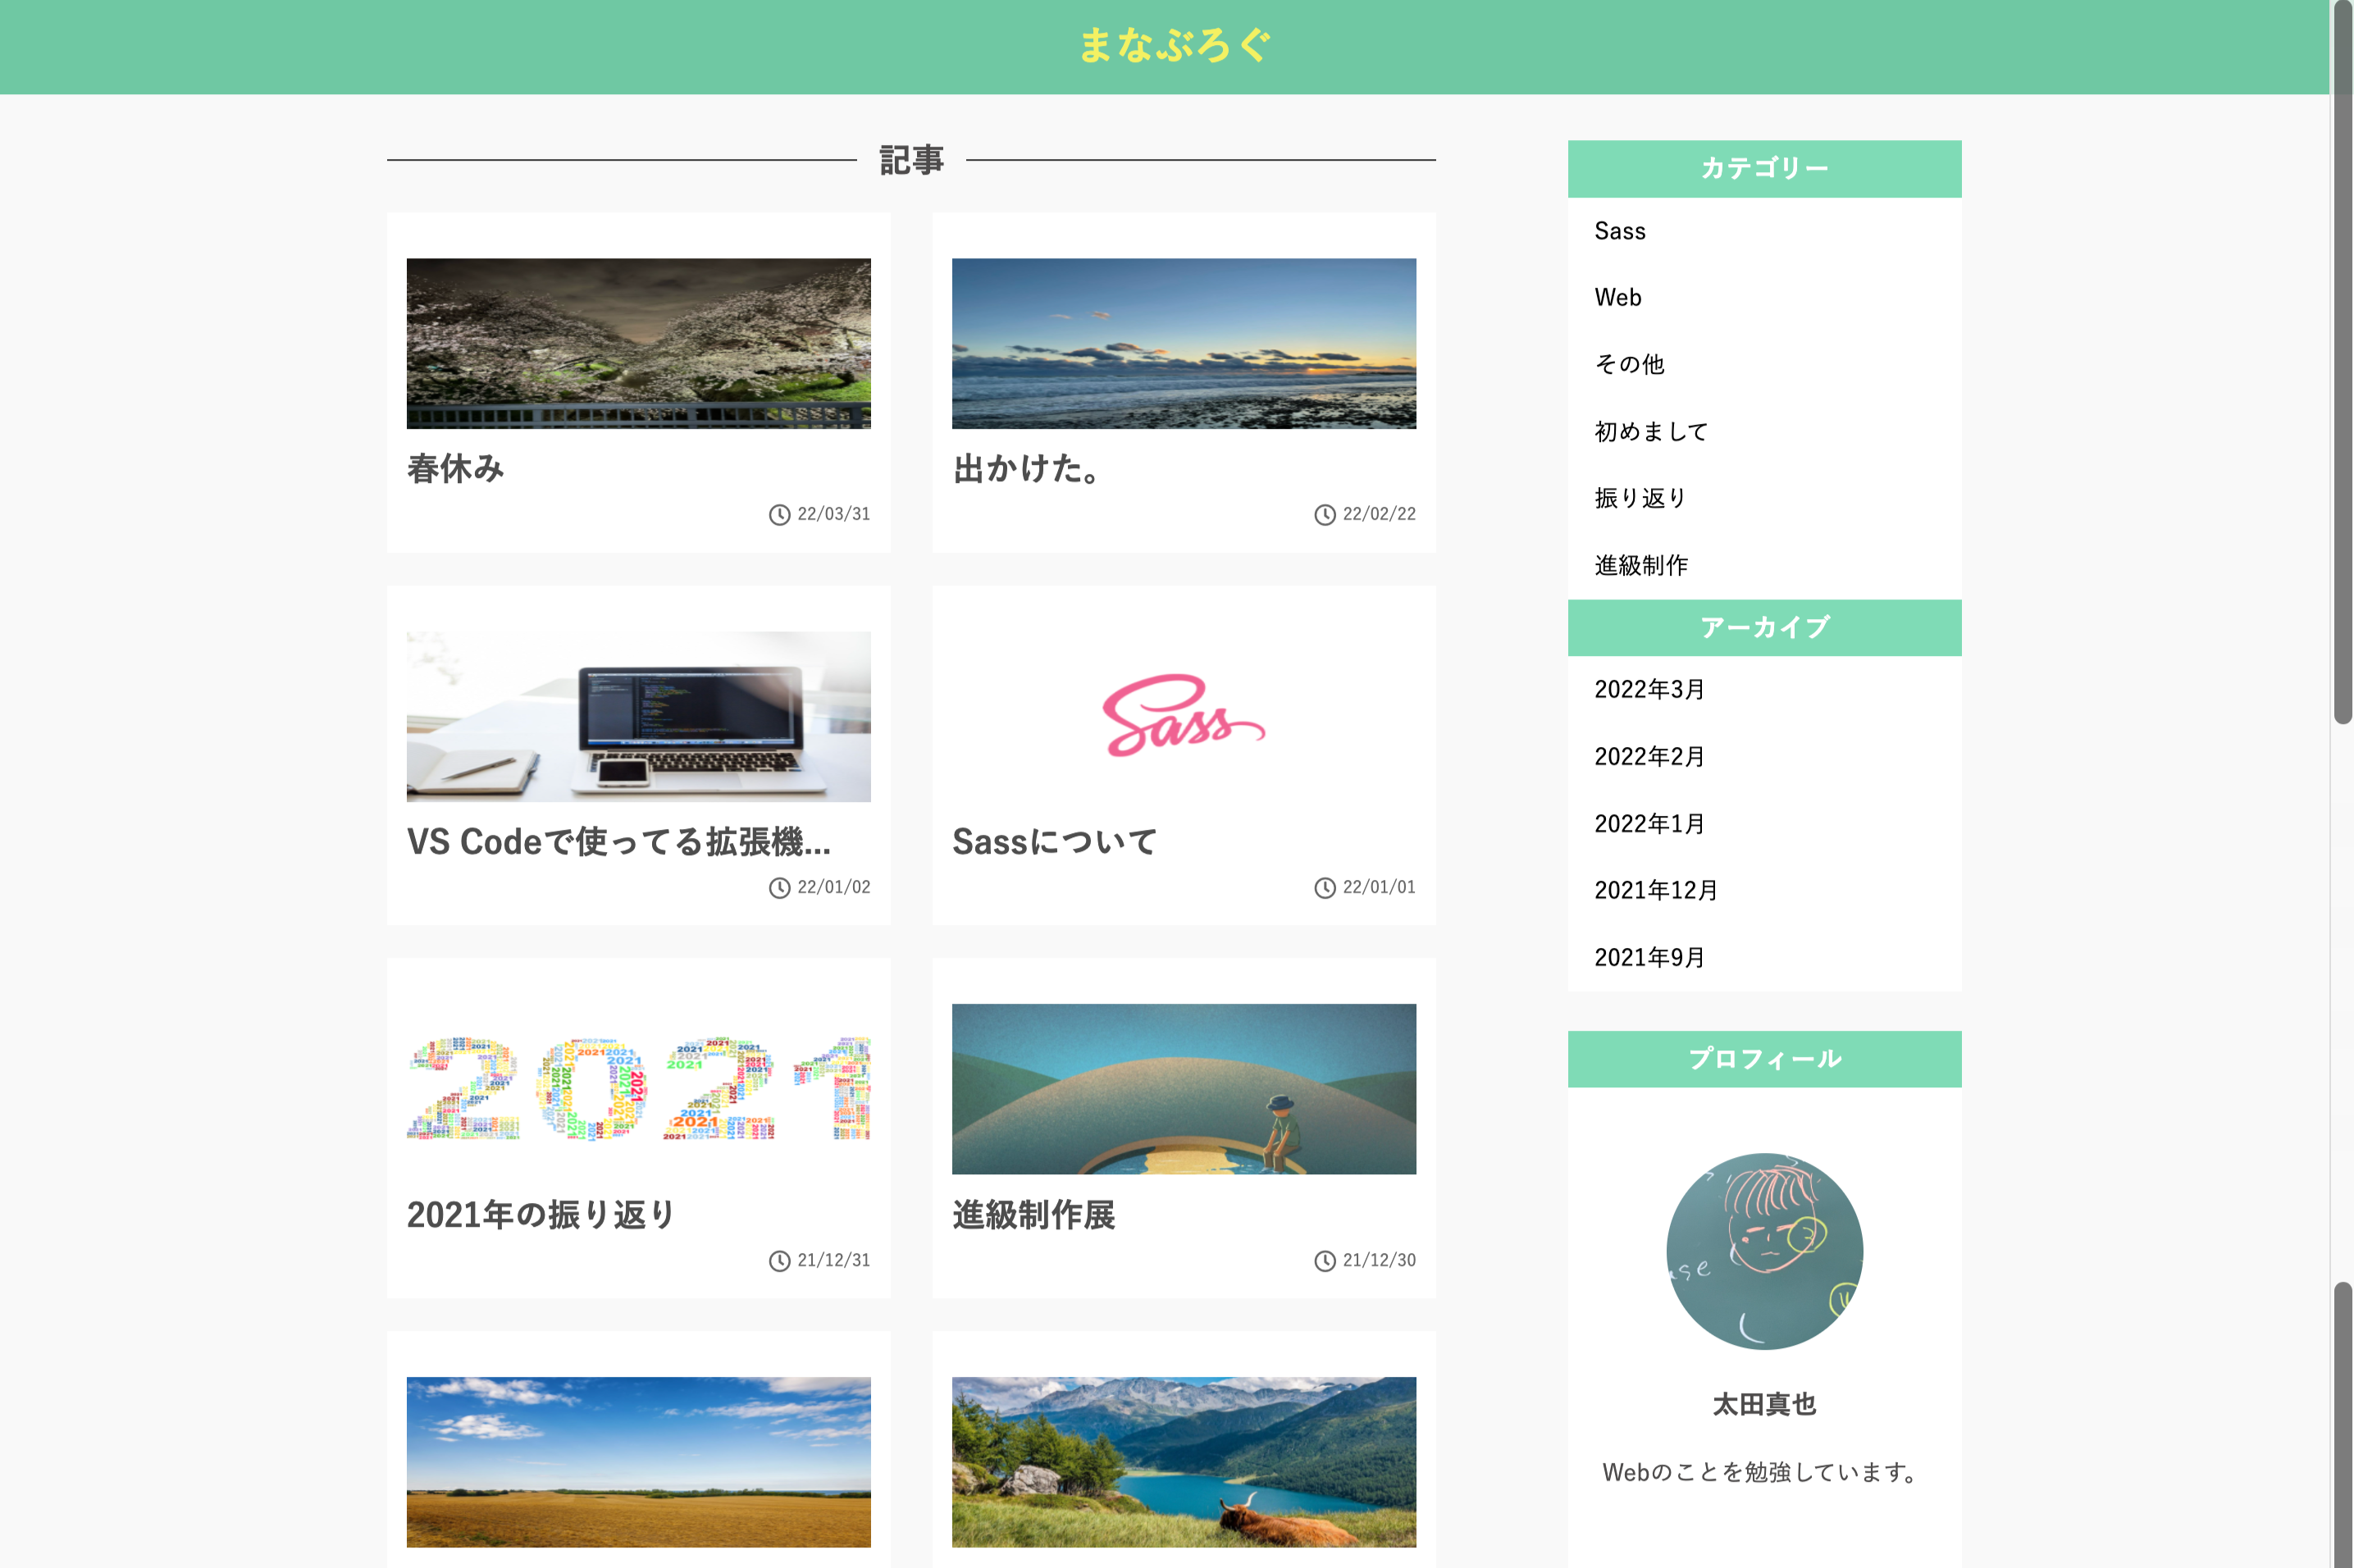 まなぶろぐ
記事
春休み
22/03/31
出かけた。
22/02/22
VS Codeで使ってる拡張機...
22/01/02
Sass
Sassについて
22/01/01
2021
2021年の振り返り
21/12/31
進級制作展
21/12/30
カテゴリー
Sass
Web
その他
初めまして
振り返り
進級制作
アーカイブ
2022年3月
2022年2月
2022年1月
2021年12月
2021年9月
プロフィール
太田真也
Webのことを勉強しています。